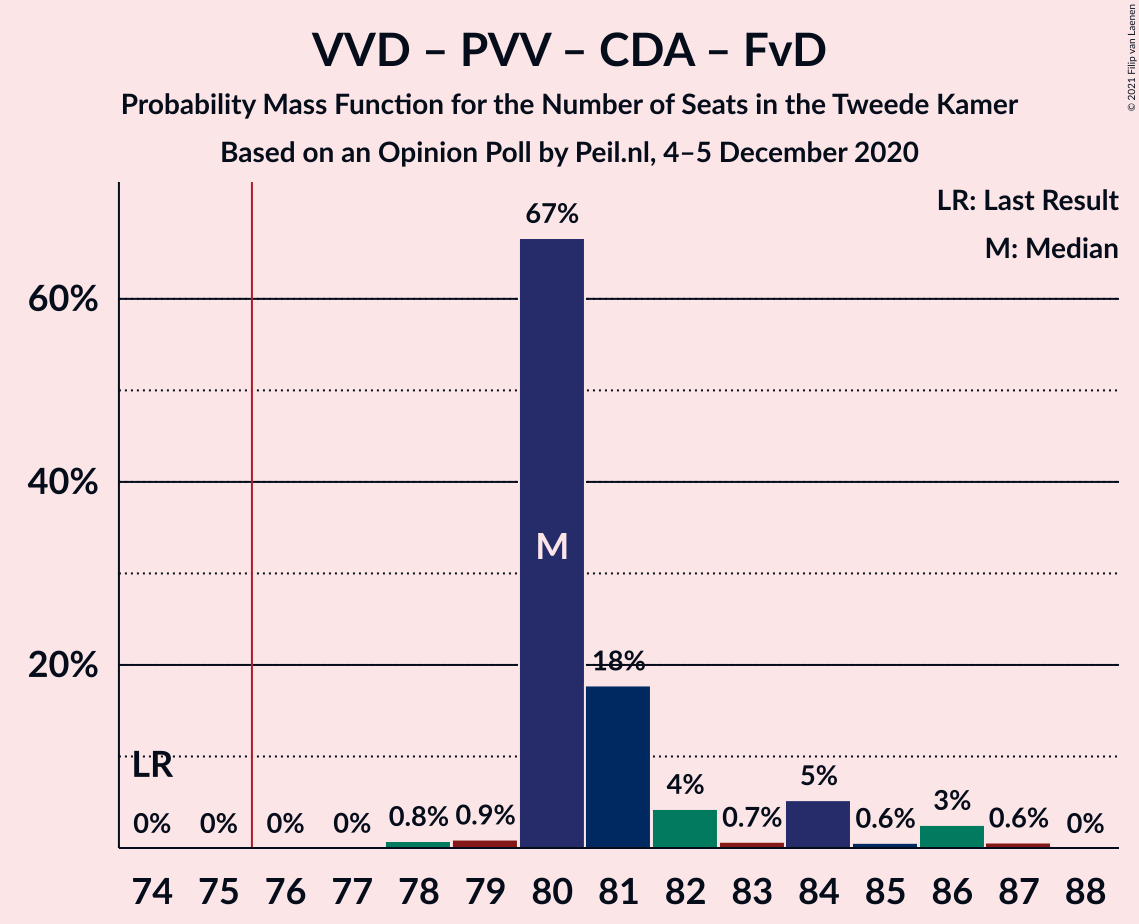 VVD – PVV – CDA – FvD
Probability Mass Function for the Number of Seats in the Tweede Kamer
Based on an Opinion Poll by Peil.nl, 4–5 December 2020
© 2021 Filip van Laenen
LR: Last Result
M: Median
60%
40%
20%
67%
M
18%
LR
0% 0% 0% 0% 0.8% 0.9% 4% 0.7% 5% 0.6% 3% 0.6% 0%
74 75 76 77 78 79 80 81 82 83 84 85 86 87 88